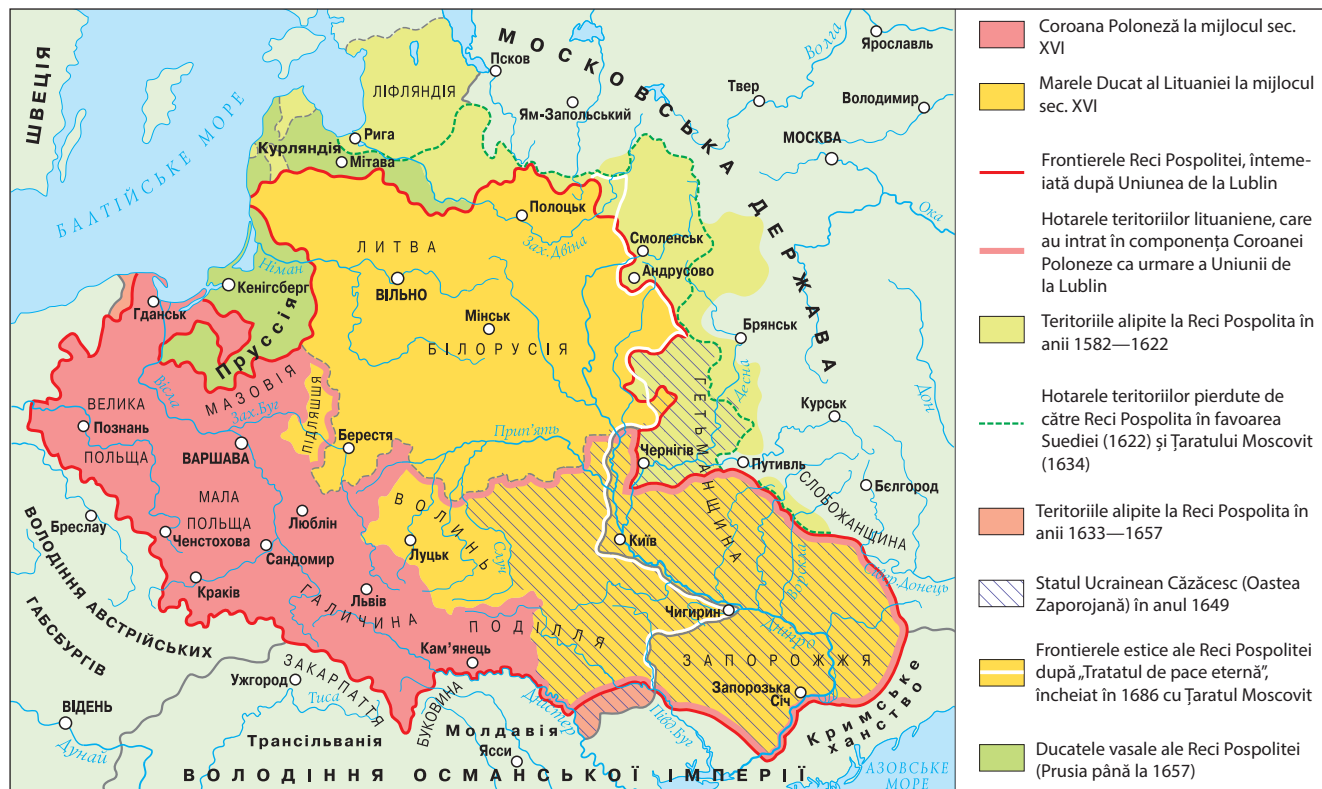 ШВЕЦІЯ
БАЛТІЙСЬКЕ МОРЕ
МОСКОВСЬКА ДЕРЖАВА
ЛІФЛЯНДІЯ
Псков
Ям-Запольський
Волга
Ярославль
Твер
Володимир
МОСКВА
Рига
Курляндія
Мітава
Ока
Полоцьк
Зах.Двіна
ЛИТВА
Смоленськ
Андрусово
Німан
ВІЛЬНО
Кенігсберг
Пруссія
Гданськ
Мінськ
БІЛОРУСІЯ
Брянськ
Десна
Дон
Вісла
МАЗОВІЯ
Зах.Буг
ПІДЛЯШШЯ
ВЕЛИКА
ПОЛЬЩА
Познань
ВАРШАВА
Берестя
Прип'ять
ГЕТЬМАНЩИНА
Курськ
Чернігів
Путивль
СЛОБОЖАНЩИНА
Бєлгород
МАЛА
ПОЛЬЩА
Люблін
ВОЛИНЬ
Луцьк
Случ
Київ
Ворскла
Сівер.Донець
Бреслау
Ченстохова
Сандомир
Краків
ГАЛИЧИНА
Львів
ПОДІЛЛЯ
Чигирин
Дніпро
ЗАПОРОЖЖЯ
Запорозька
Січ
Кам'янець
ВОЛОДІННЯ АВСТРІЙСЬКИХ
ГАБСБУРГІВ
ЗАКАРПАТТЯ
Ужгород
Тиса
БУКОВИНА
Дністер
Півд.Буг
Кримське
ханство
ВІДЕНЬ
Дунай
Трансільванія
Молдавія
Ясси
ВОЛОДІННЯ ОСМАНСЬКОЇ ІМПЕРІЇ
АЗОВСЬКЕ
МОРЕ
Coroana Poloneză la mijlocul sec.
XVI
Marele Ducat al Lituaniei la mijlocul
sec. XVI
Frontierele Reci Pospolitei, înteme-
iată după Uniunea de la Lublin
Hotarele teritoriilor lituaniene, care
au intrat în componența Coroanei
Poloneze ca urmare a Uniunii de
la Lublin
Teritoriile alipite la Reci Pospolita în
anii 1582—1622
Hotarele teritoriilor pierdute de
către Reci Pospolita în favoarea
Suediei (1622) și Țaratului Moscovit
(1634)
Teritoriile alipite la Reci Pospolita în
anii 1633—1657
Statul Ucrainean Căzăcesc (Oastea
Zaporojană) în anul 1649
Frontierele estice ale Reci Pospolitei
după „Tratatul de pace eternă”,
încheiat în 1686 cu Țaratul Moscovit
Ducatele vasale ale Reci Pospolitei
(Prusia până la 1657)